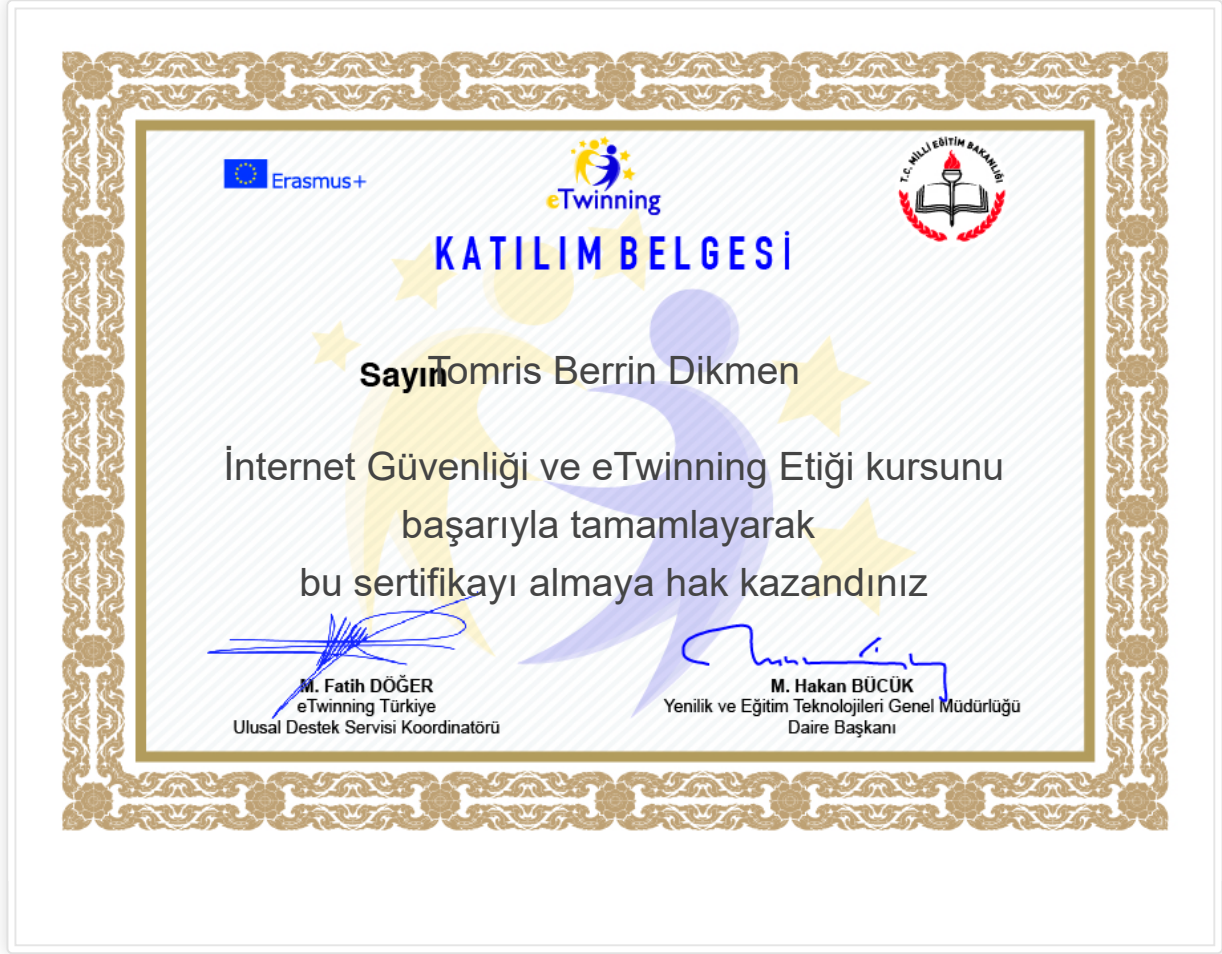 Erasmus+
eTwinning
T.C. MİLLİ EĞİTİM BAKANLIĞI
KATILIM BELGESİ
Sayın Tomris Berrin Dikmen
İnternet Güvenliği ve eTwinning Etiği kursunu
başarıyla tamamlayarak
bu sertifikayı almaya hak kazandınız
M. Fatih DÖĞER
eTwinning Türkiye
Ulusal Destek Servisi Koordinatörü
M. Hakan BÜCÜK
Yenilik ve Eğitim Teknolojileri Genel Müdürlüğü
Daire Başkanı